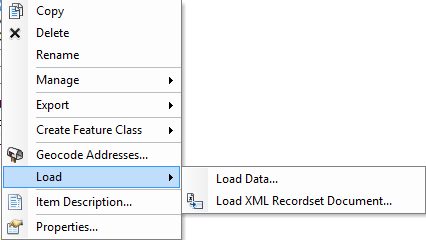 Copy
Delete
Rename
Manage
Export
Create Feature Class
Geocode Addresses...
Load
Load Data...
Load XML Recordset Document...
Item Description...
Properties...